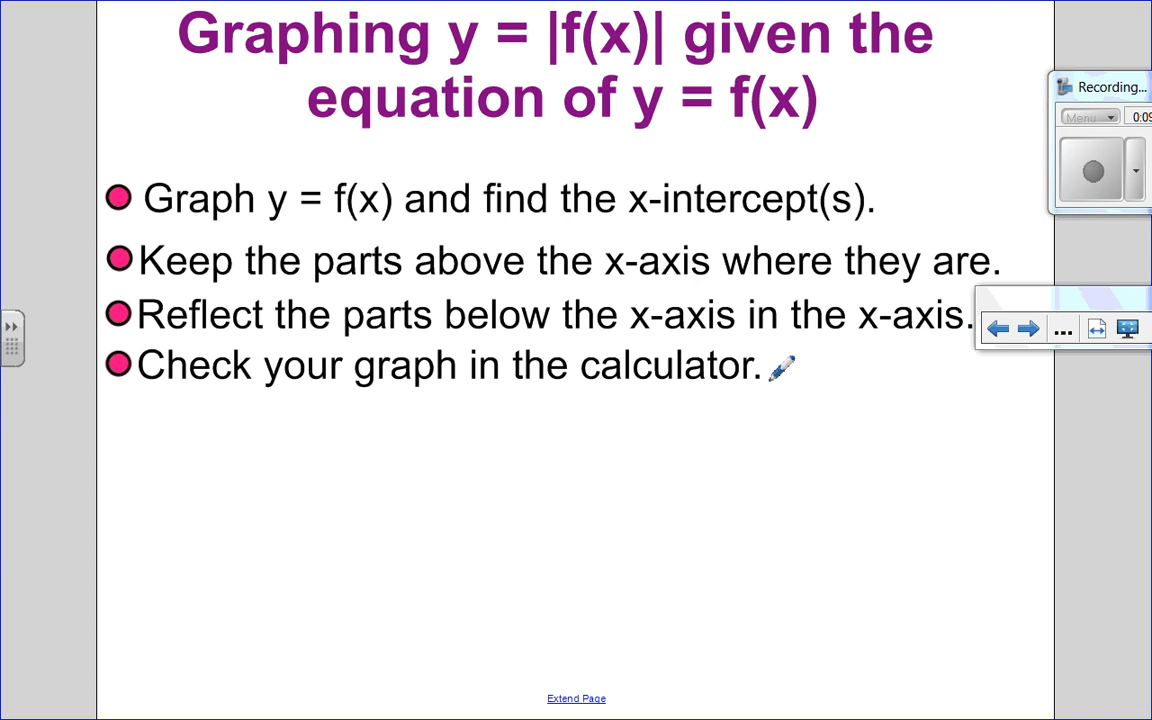 Graphing y = |f(x)| given the
equation of y = f(x)
Recording...
Menu
Graph y = f(x) and find the x-intercept(s).
Keep the parts above the x-axis where they are.
Reflect the parts below the x-axis in the x-axis.
...
Check your graph in the calculator.
Extend Page